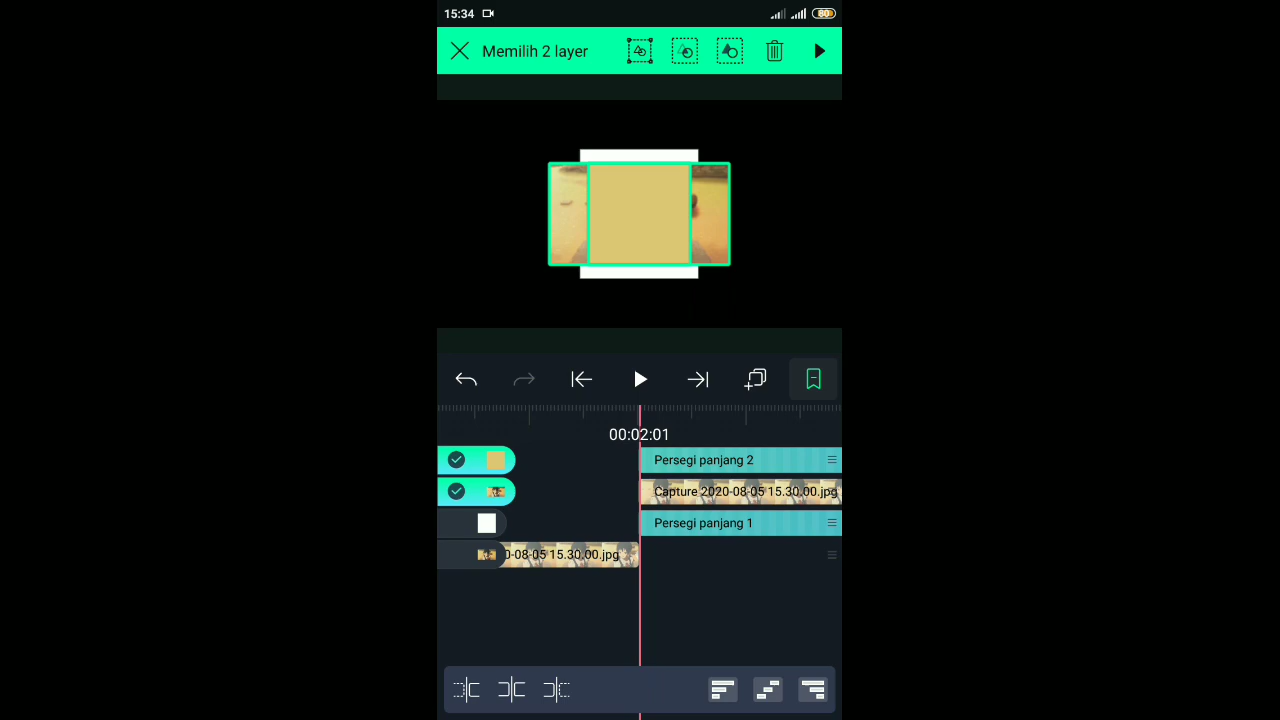 15:34
80
Memilih 2 layer
00:02:01
Persegi panjang 2
Capture 2020-08-05 15.30.00.jpg
Persegi panjang 1
0-08-05 15.30.00.jpg